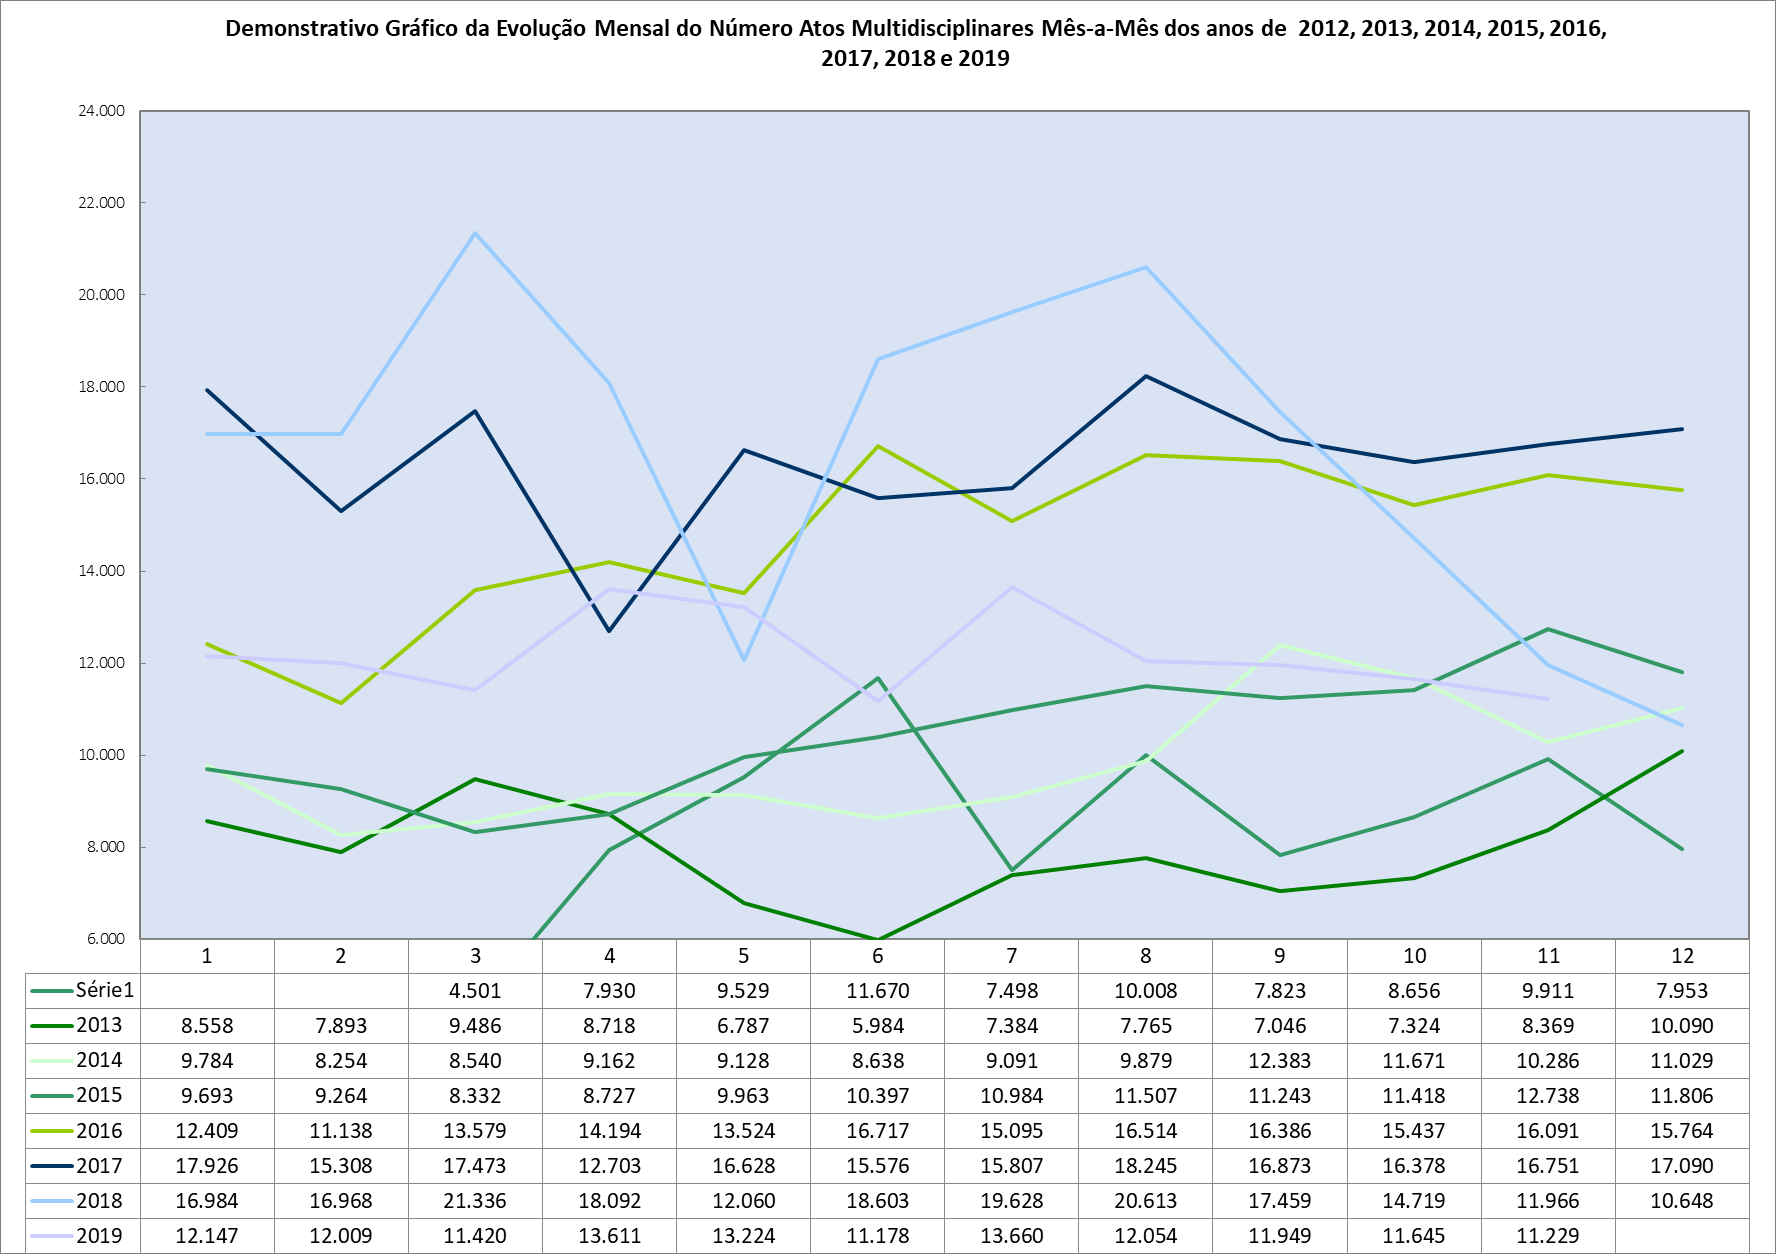 Demonstrativo Gráfico da Evolução Mensal do Número Atos Multidisciplinares Mês-a-Mês dos anos de 2012, 2013, 2014, 2015, 2016,
2017, 2018 e 2019
24.000
22.000
20.000
18.000
16.000
14.000
12.000
10.000
8.000
6.000
1 2 3 4 5 6 7 8 9 10 11 12
Série1 4.501 7.930 9.529 11.670 7.498 10.008 7.823 8.656 9.911 7.953
2013 8.558 7.893 9.486 8.718 6.787 5.984 7.384 7.765 7.046 7.324 8.369 10.090
2014 9.784 8.254 8.540 9.162 9.128 8.638 9.091 9.879 12.383 11.671 10.286 11.029
2015 9.693 9.264 8.332 8.727 9.963 10.397 10.984 11.507 11.243 11.418 12.738 11.806
2016 12.409 11.138 13.579 14.194 13.524 16.717 15.095 16.514 16.386 15.437 16.091 15.764
2017 17.926 15.308 17.473 12.703 16.628 15.576 15.807 18.245 16.873 16.378 16.751 17.090
2018 16.984 16.968 21.336 18.092 12.060 18.603 19.628 20.613 17.459 14.719 11.966 10.648
2019 12.147 12.009 11.420 13.611 13.224 11.178 13.660 12.054 11.949 11.645 11.229